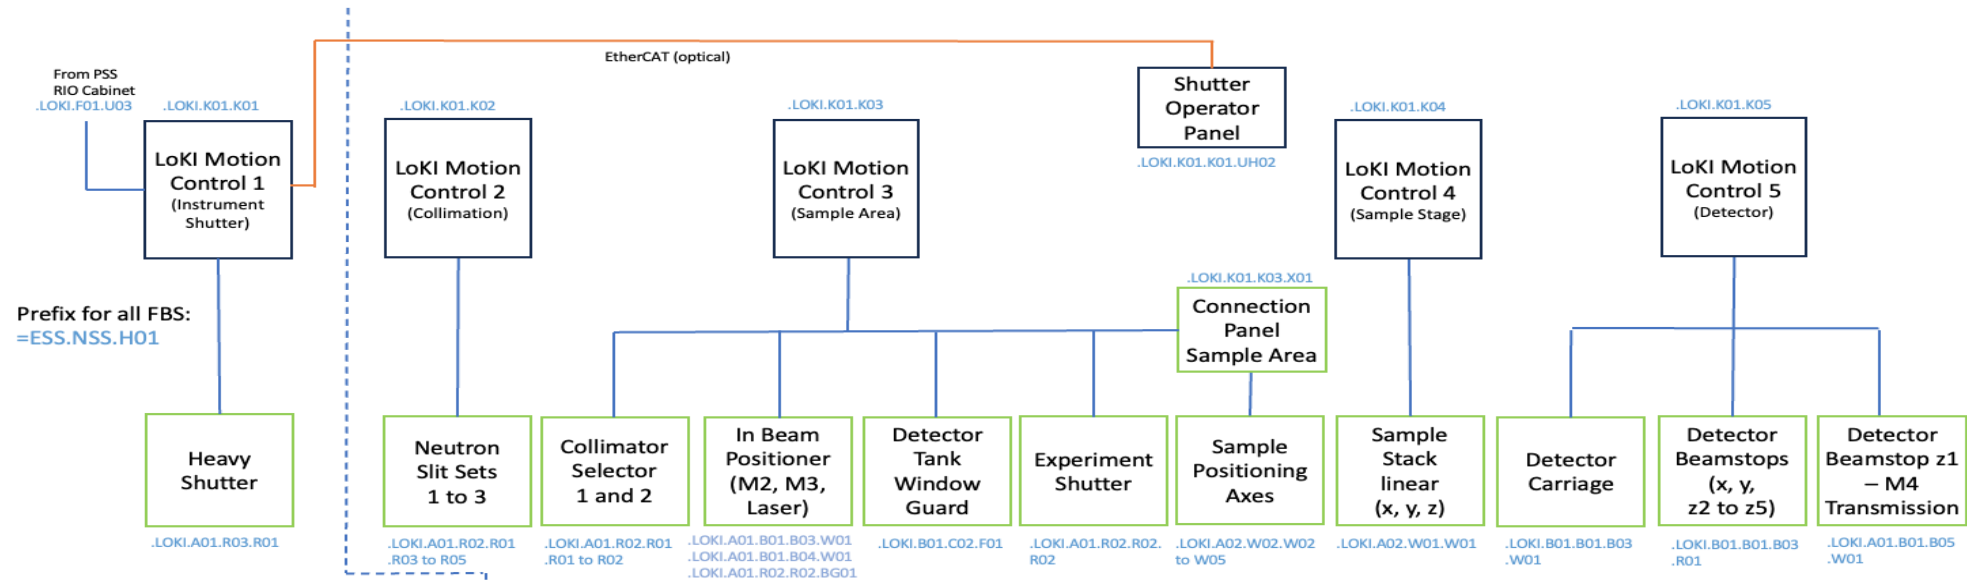 EtherCAT (optical)
From PSS
RIO Cabinet
.LOKI.F01.U03
.LOKI.K01.K01
LoKI Motion
Control 1
(Instrument
Shutter)
.LOKI.K01.K02
LoKI Motion
Control 2
(Collimation)
.LOKI.K01.K03
LoKI Motion
Control 3
(Sample Area)
Shutter
Operator
Panel
.LOKI.K01.K01.UH02
.LOKI.K01.K04
LoKI Motion
Control 4
(Sample Stage)
.LOKI.K01.K05
LoKI Motion
Control 5
(Detector)
Prefix for all FBS:
=ESS.NSS.H01
.LOKI.K01.K03.X01
Connection
Panel
Sample Area
Heavy
Shutter
.LOKI.A01.R03.R01
Neutron
Slit Sets
1 to 3
.LOKI.A01.R02.R01
.R03 to R05
Collimator
Selector
1 and 2
.LOKI.A01.R02.R01
.R01 to R02
In Beam
Positioner
(M2, M3,
Laser)
.LOKI.A01.B01.B03.W01
.LOKI.A01.B01.B04.W01
.LOKI.A01.R02.R02.BG01
Detector
Tank
Window
Guard
.LOKI.B01.C02.F01
Experiment
Shutter
.LOKI.A01.R02.R02.
R02
Sample
Positioning
Axes
.LOKI.A02.W02.W02
to W05
Sample
Stack
linear
(x, y, z)
.LOKI.A02.W01.W01
Detector
Carriage
.LOKI.B01.B01.B03
.W01
Detector
Beamstops
(x, y,
z2 to z5)
.LOKI.B01.B01.B03
.R01
Detector
Beamstop z1
– M4
Transmission
.LOKI.A01.B01.B05
.W01